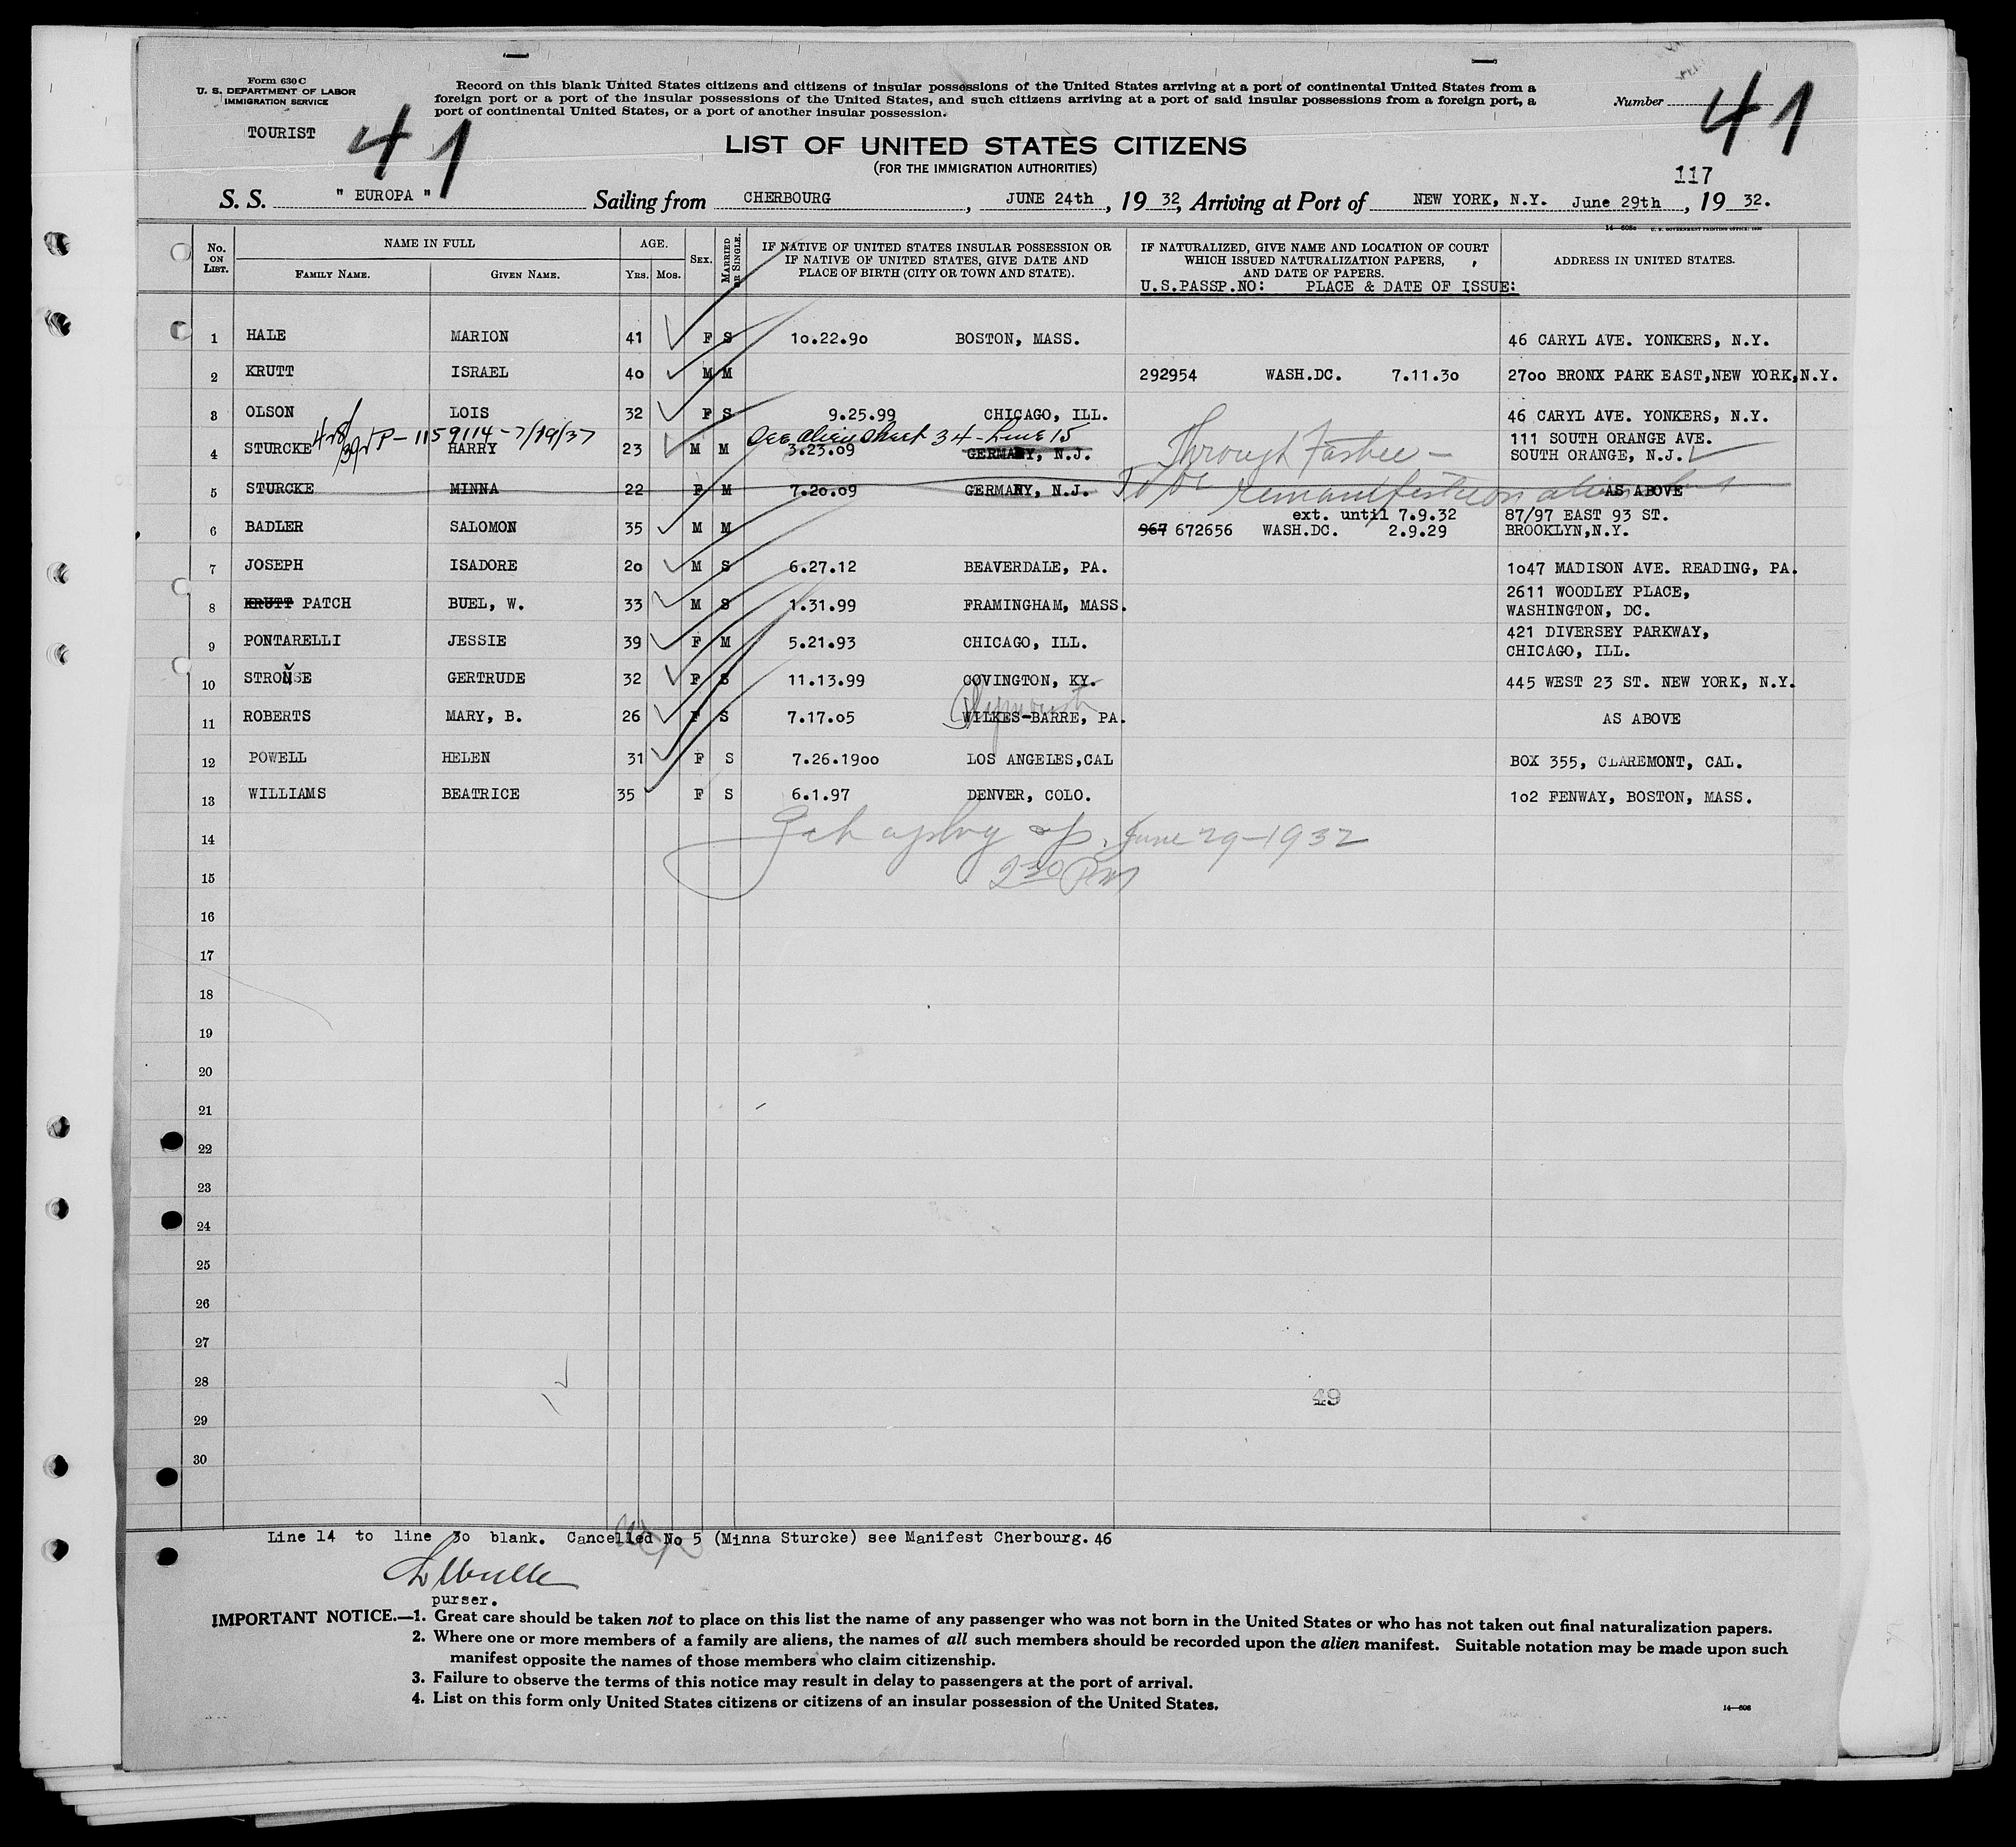 Form 630 C
U. S. DEPARTMENT OF LABOR
IMMIGRATION SERVICE
TOURIST
41
Record on this blank United States citizens and citizens of insular possessions of the United States arriving at a port of continental United States from a
foreign port or a port of the insular possessions of the United States, and such citizens arriving at a port of said insular possessions from a foreign port, a
port of continental United States, or a port of another insular possession.
Number
41
LIST OF UNITED STATES CITIZENS
(FOR THE IMMIGRATION AUTHORITIES)
117
S. S. " EUROPA " Sailing from CHERBOURG , JUNE 24th , 19 32, Arriving at Port of NEW YORK, N.Y. June 29th , 19 32.
No. ON LIST. NAME IN FULL FAMILY NAME. GIVEN NAME. AGE. YRS. MOS. SEX. MARRIED OR SINGLE.
IF NATIVE OF UNITED STATES INSULAR POSSESSION OR
IF NATIVE OF UNITED STATES, GIVE DATE AND
PLACE OF BIRTH (CITY OR TOWN AND STATE).
IF NATURALIZED, GIVE NAME AND LOCATION OF COURT
WHICH ISSUED NATURALIZATION PAPERS,
AND DATE OF PAPERS.
U.S.PASSP.NO: PLACE & DATE OF ISSUE:
ADDRESS IN UNITED STATES.
1 HALE MARION 41 F S 10.22.90 BOSTON, MASS. 46 CARYL AVE. YONKERS, N.Y.
2 KRUTT ISRAEL 40 M M 292954 WASH.DC. 7.11.30 2700 BRONX PARK EAST,NEW YORK,N.Y.
3 OLSON LOIS 32 F S 9.25.99 CHICAGO, ILL. 46 CARYL AVE. YONKERS, N.Y.
P-1159114-7/19/37 See alien sheet 34 - Line 15
4 STURCKE HARRY 23 M M 3.23.09 GERMANY, N.J. Through 111 SOUTH ORANGE AVE.
SOUTH ORANGE, N.J.
5 STURCKE MINNA 22 F M 7.20.09 GERMANY, N.J. To be remanifested on alien AS ABOVE
ext. until 7.9.32
6 BADLER SALOMON 35 M M 967 672656 WASH.DC. 2.9.29 87/97 EAST 93 ST.
BROOKLYN,N.Y.
7 JOSEPH ISADORE 20 M S 6.27.12 BEAVERDALE, PA. 1047 MADISON AVE. READING, PA.
8 KRUTT PATCH BUEL, W. 33 M S 1.31.99 FRAMINGHAM, MASS. 2611 WOODLEY PLACE,
WASHINGTON, DC.
9 PONTARELLI JESSIE 39 F M 5.21.93 CHICAGO, ILL. 421 DIVERSEY PARKWAY,
CHICAGO, ILL.
10 STROUSE GERTRUDE 32 F S 11.13.99 COVINGTON, KY. 445 WEST 23 ST. NEW YORK, N.Y.
Plymouth
11 ROBERTS MARY, B. 26 F S 7.17.05 WILKES-BARRE, PA. AS ABOVE
12 POWELL HELEN 31 F S 7.26.1900 LOS ANGELES,CAL BOX 355, CLAREMONT, CAL.
13 WILLIAMS BEATRICE 35 F S 6.1.97 DENVER, COLO. 102 FENWAY, BOSTON, MASS.
14 June 29-1932
15 2 30 PM
16
17
18
19
20
21
22
23
24
25
26
27
28
49
29
30
Line 14 to line 30 blank. Cancelled No 5 (Minna Sturcke) see Manifest Cherbourg. 46
purser.
IMPORTANT NOTICE.—1. Great care should be taken not to place on this list the name of any passenger who was not born in the United States or who has not taken out final naturalization papers.
2. Where one or more members of a family are aliens, the names of all such members should be recorded upon the alien manifest. Suitable notation may be made upon such
manifest opposite the names of those members who claim citizenship.
3. Failure to observe the terms of this notice may result in delay to passengers at the port of arrival.
4. List on this form only United States citizens or citizens of an insular possession of the United States.